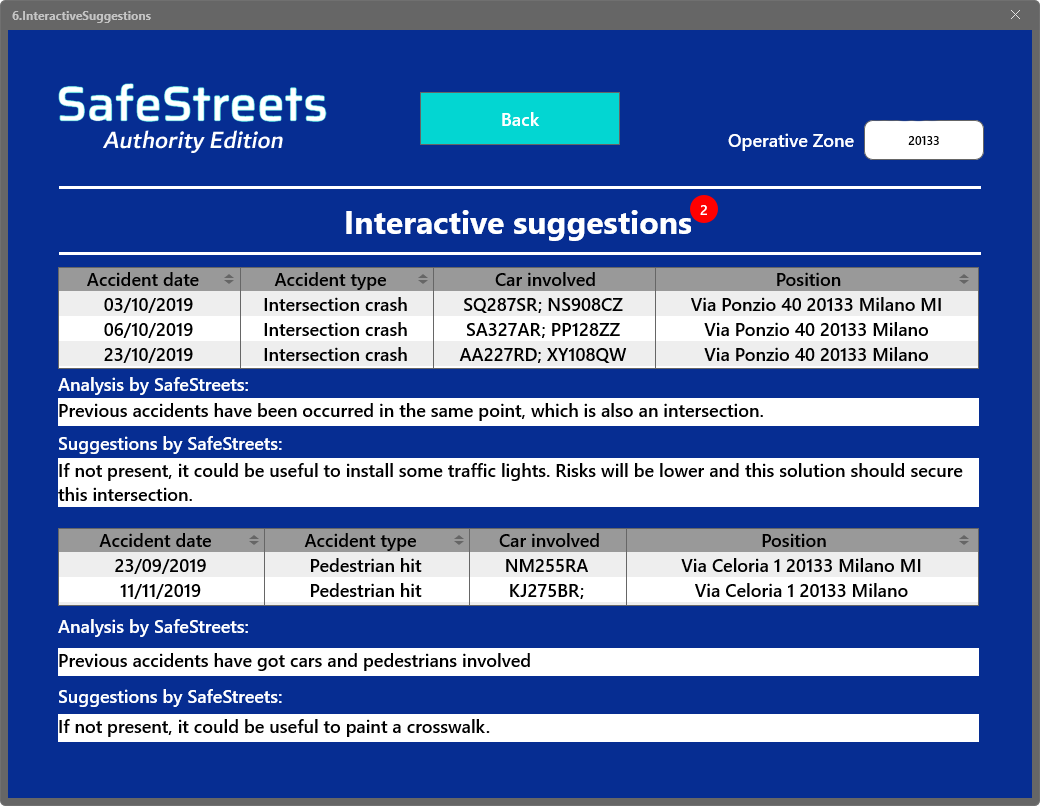 6.InteractiveSuggestions
SafeStreets
Authority Edition
Back
Operative Zone 20133
Interactive suggestions 2
Accident date Accident type Car involved Position
03/10/2019 Intersection crash SQ287SR; NS908CZ Via Ponzio 40 20133 Milano MI
06/10/2019 Intersection crash SA327AR; PP128ZZ Via Ponzio 40 20133 Milano
23/10/2019 Intersection crash AA227RD; XY108QW Via Ponzio 40 20133 Milano
Analysis by SafeStreets:
Previous accidents have been occurred in the same point, which is also an intersection.
Suggestions by SafeStreets:
If not present, it could be useful to install some traffic lights. Risks will be lower and this solution should secure
this intersection.
Accident date Accident type Car involved Position
23/09/2019 Pedestrian hit NM255RA Via Celoria 1 20133 Milano MI
11/11/2019 Pedestrian hit KJ275BR; Via Celoria 1 20133 Milano
Analysis by SafeStreets:
Previous accidents have got cars and pedestrians involved
Suggestions by SafeStreets:
If not present, it could be useful to paint a crosswalk.